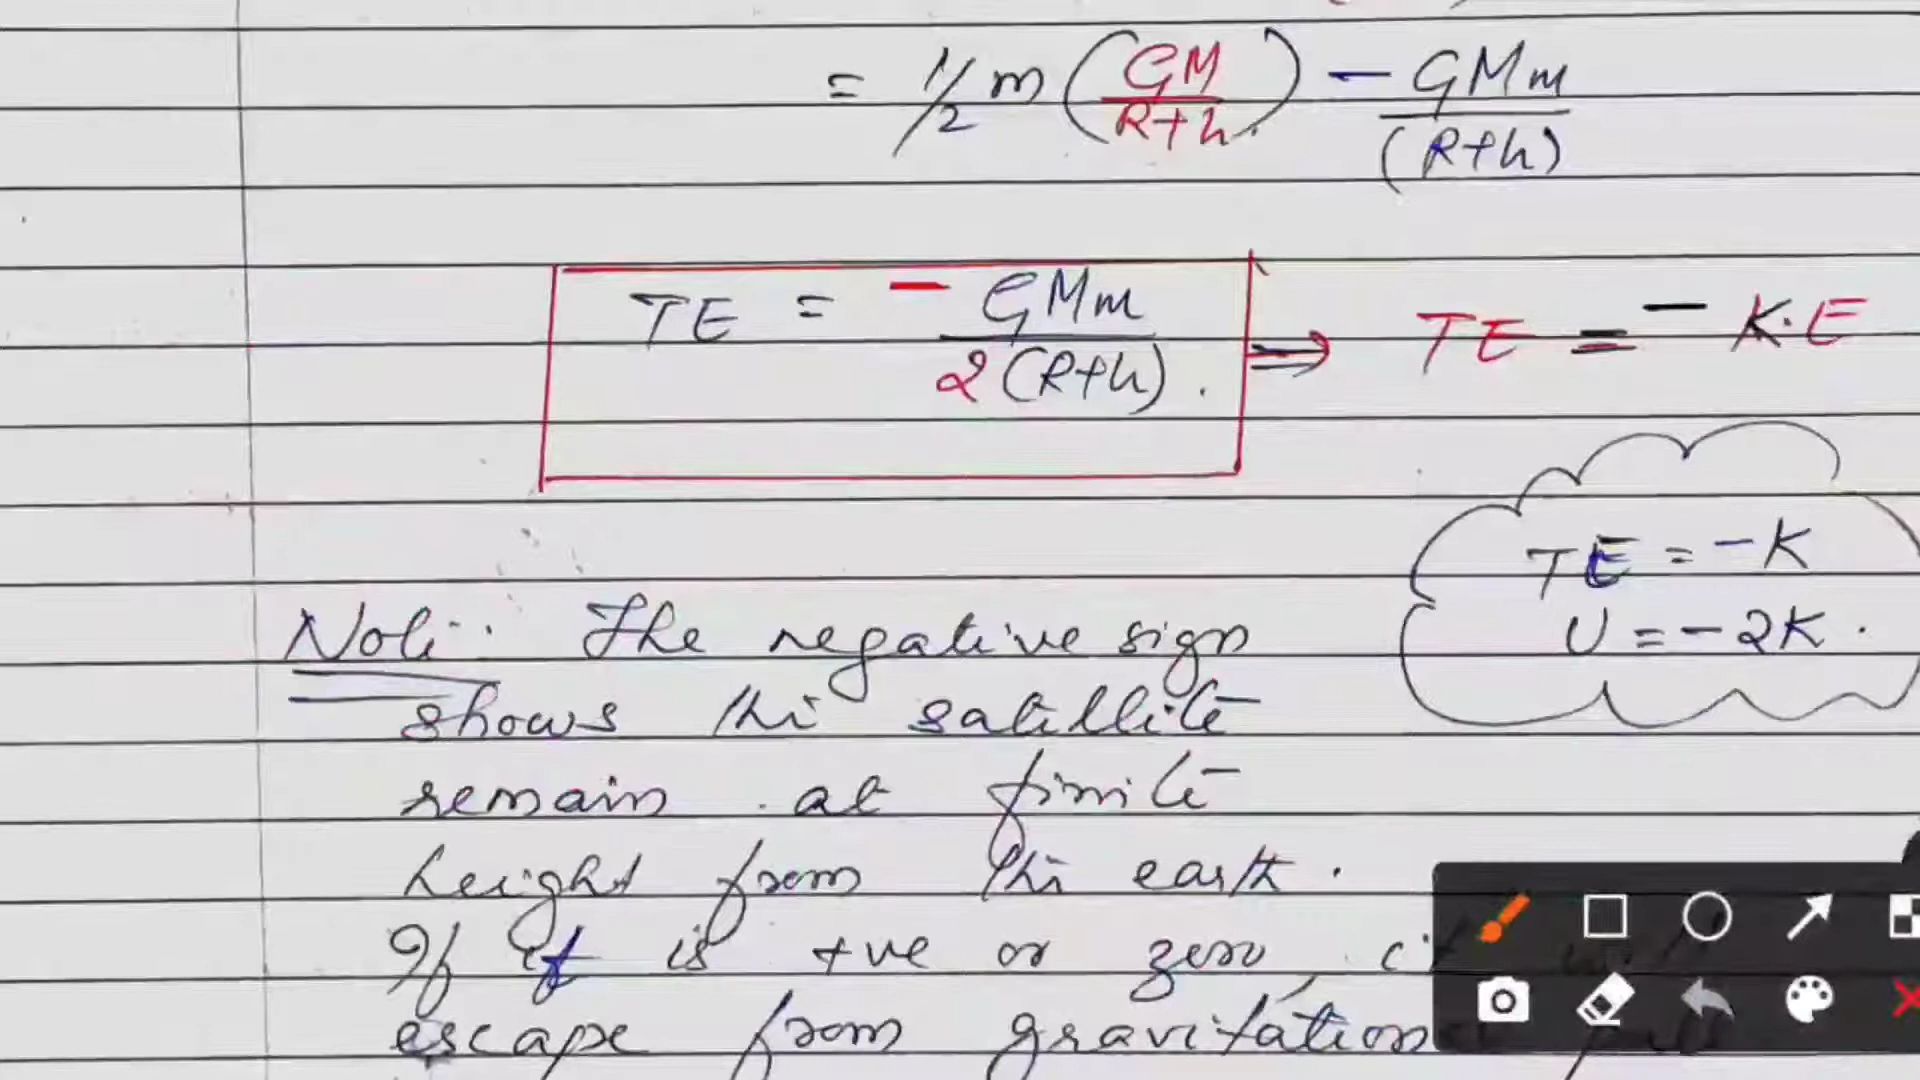 = 1/2 m (GM/R+h) - GMm/(R+h)
TE = - GMm/2(R+h). ⇒ TE = - K.E
TE = -K
U = -2K.
Note: The negative sign
shows the satellite
remain at finite
height from the earth.
If it is +ve or zero, it
escape from gravitation